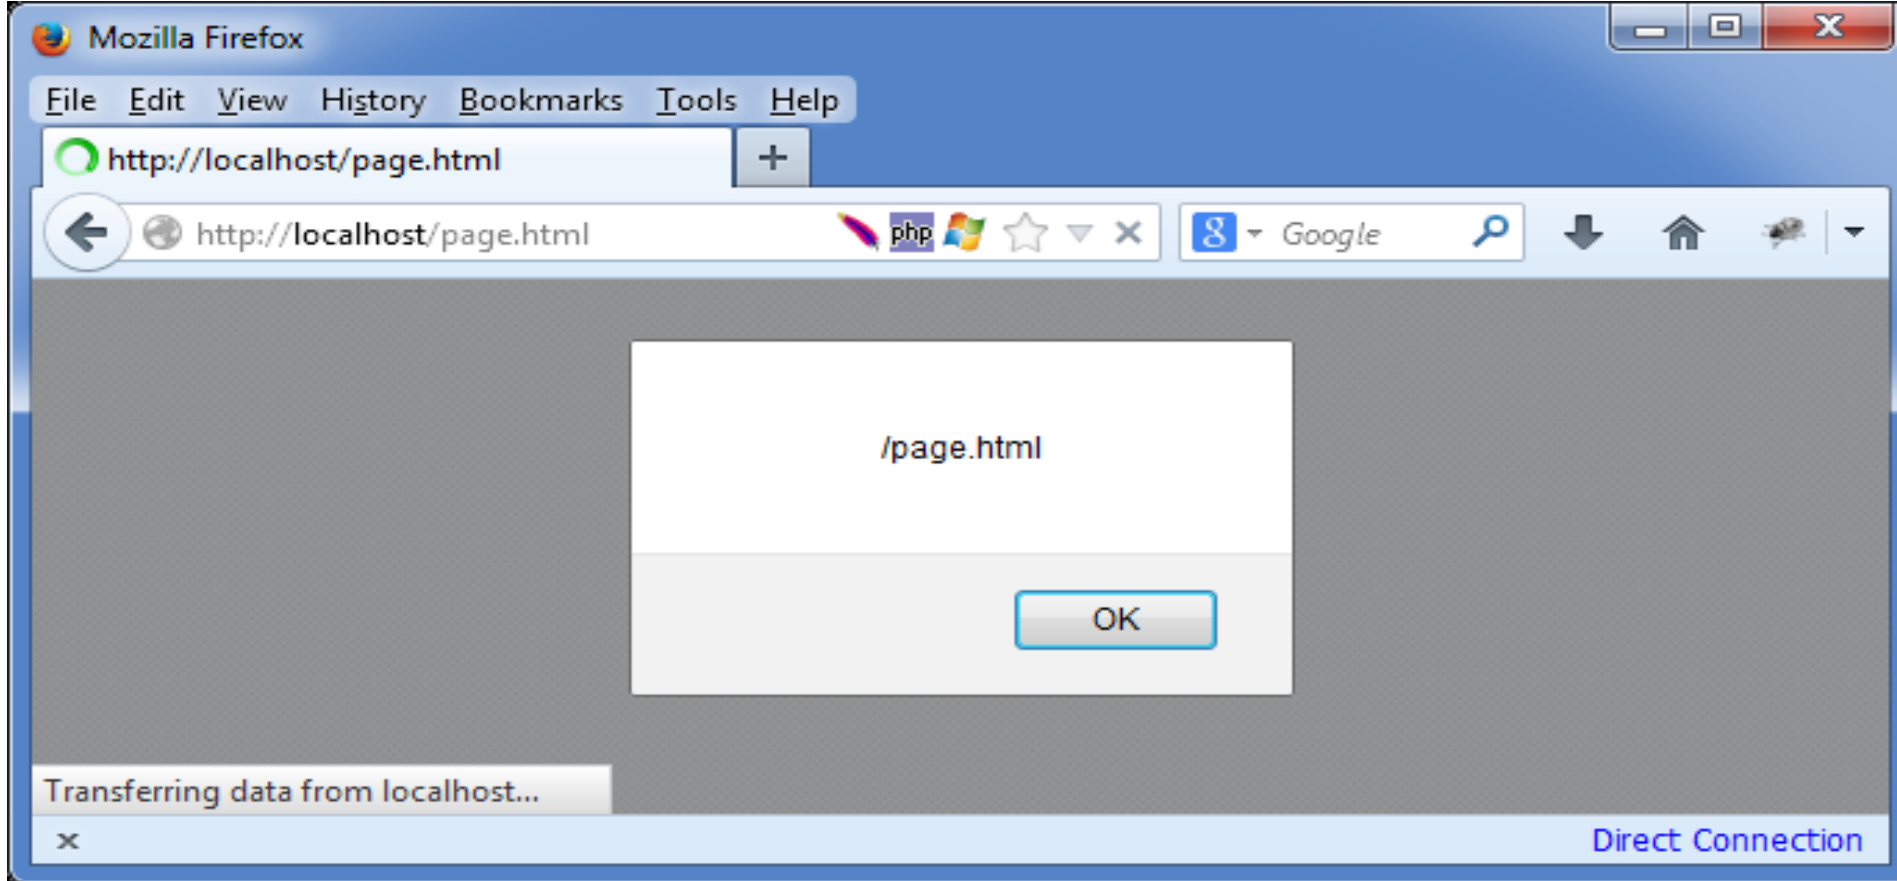 Mozilla Firefox
File Edit View History Bookmarks Tools Help
http://localhost/page.html
http://localhost/page.html php Google
/page.html
OK
Transferring data from localhost...
Direct Connection